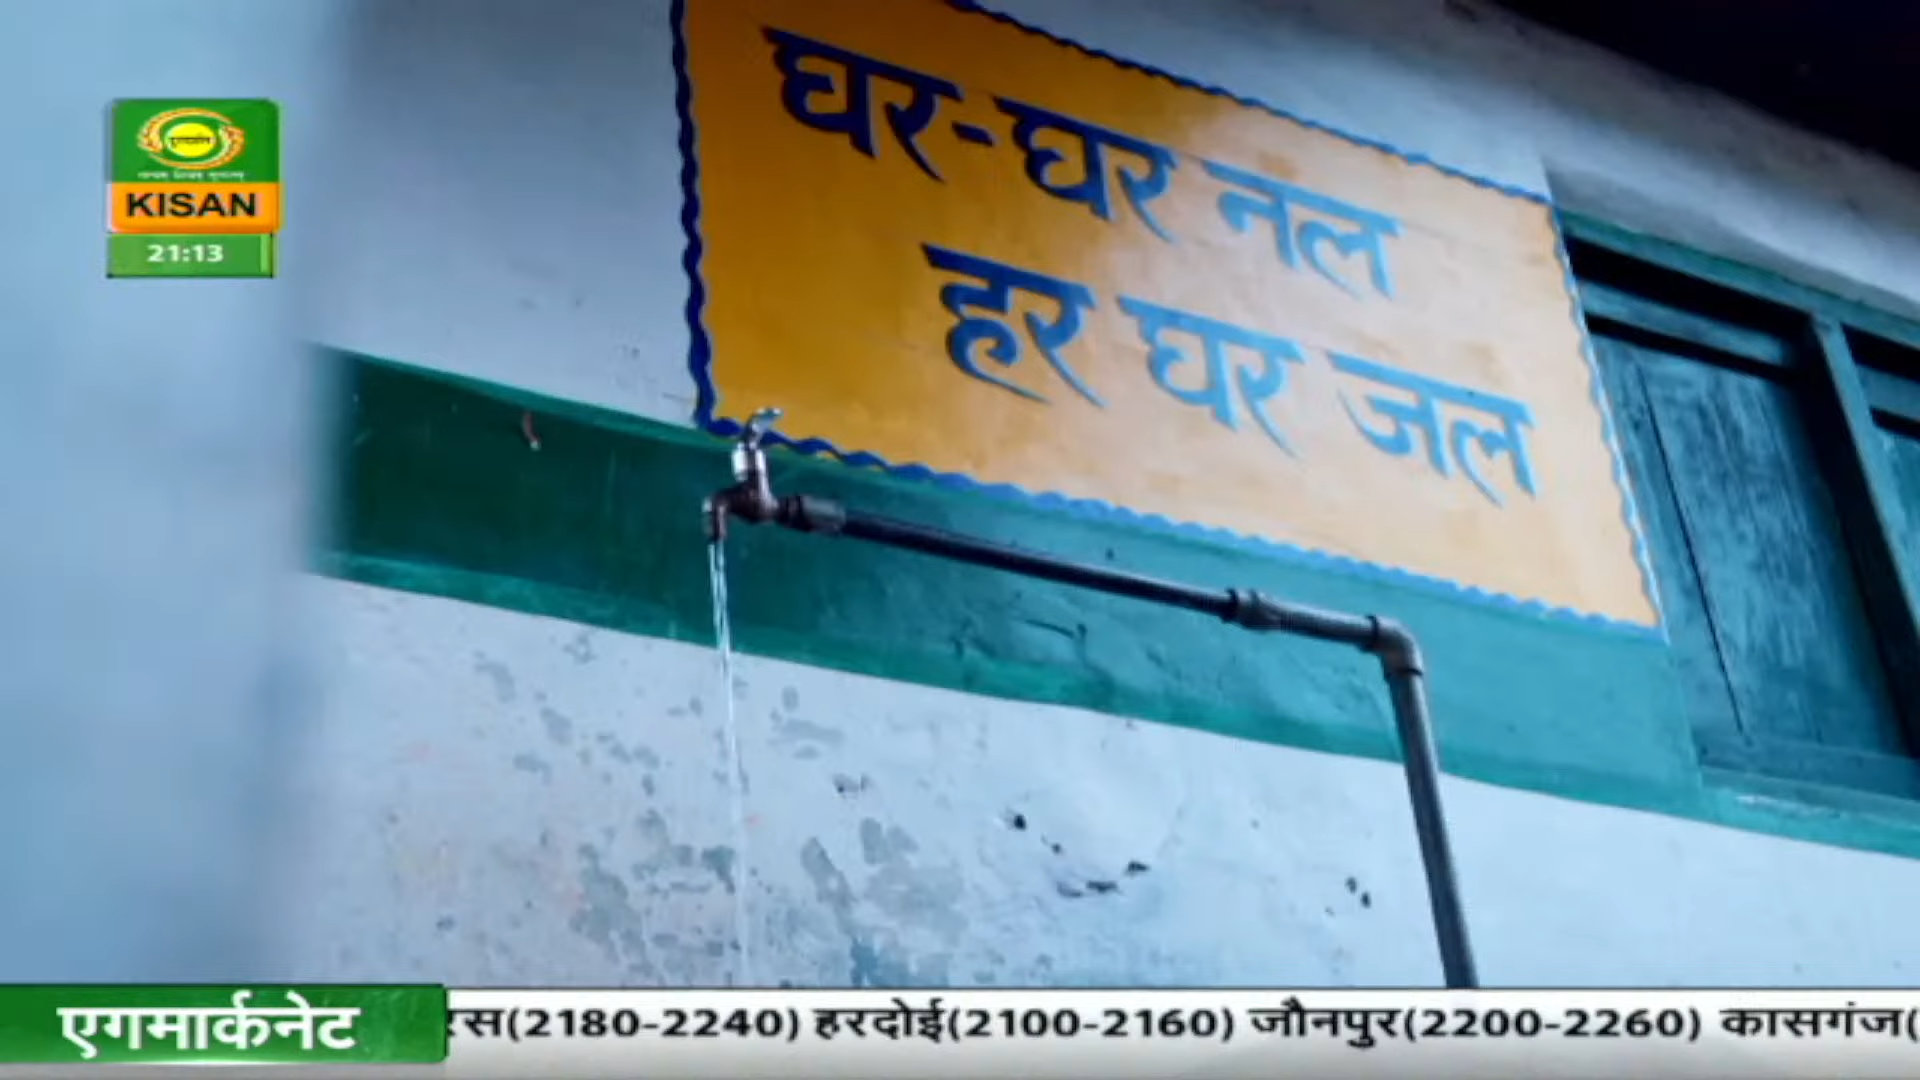 घर-घर नल
हर घर जल
KISAN
21:13
एगमार्कनेट
(2180-2240) हरदोई(2100-2160) जौनपुर(2200-2260) कासगंज(